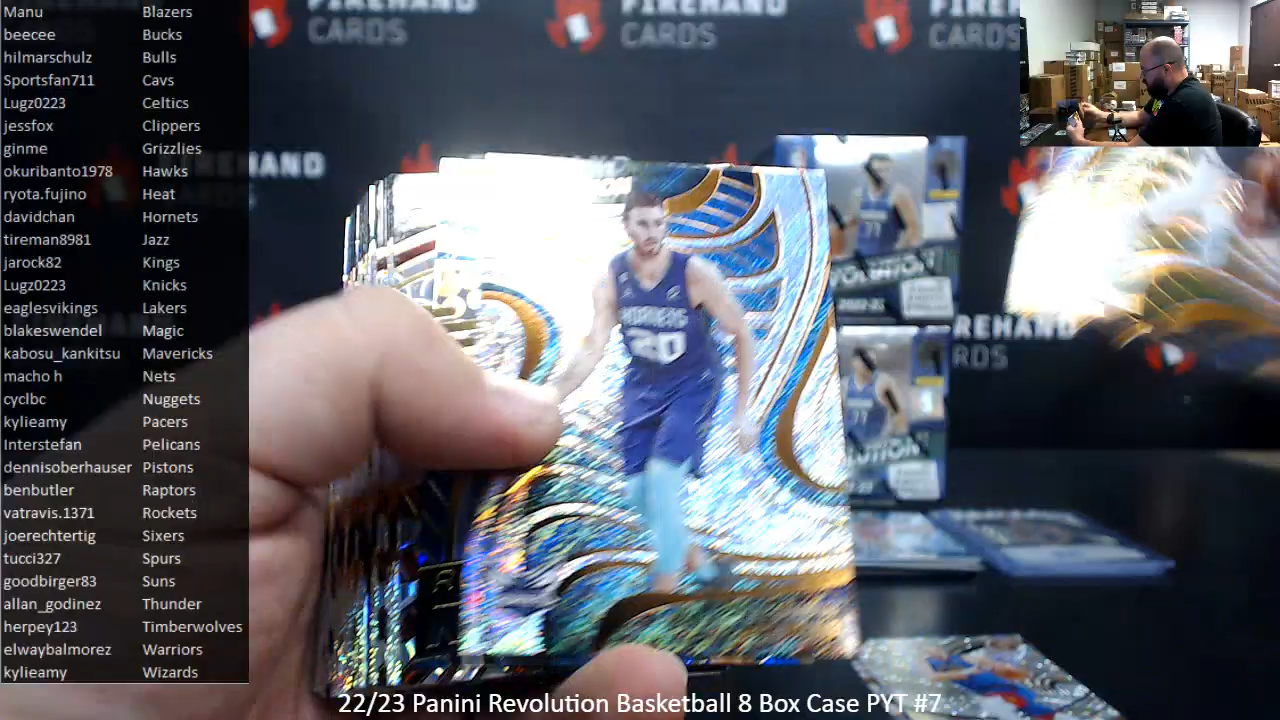 Manu Blazers
beecee Bucks
hilmarschulz Bulls
Sportsfan711 Cavs
Lugz0223 Celtics
jessfox Clippers
ginme Grizzlies
okuribanto1978 Hawks
ryota.fujino Heat
davidchan Hornets
tireman8981 Jazz
jarock82 Kings
Lugz0223 Knicks
eaglesvikings Lakers
blakeswendel Magic
kabosu_kankitsu Mavericks
macho h Nets
cyclbc Nuggets
kylieamy Pacers
Interstefan Pelicans
dennisoberhauser Pistons
benbutler Raptors
vatravis.1371 Rockets
joerechtertig Sixers
tucci327 Spurs
goodbirger83 Suns
allan_godinez Thunder
herpey123 Timberwolves
elwaybalmorez Warriors
kylieamy Wizards
FIREHAND
CARDS
FIREHAND
CARDS
CARDS
HORNETS
20
77
22/23 Panini Revolution Basketball 8 Box Case PYT #7